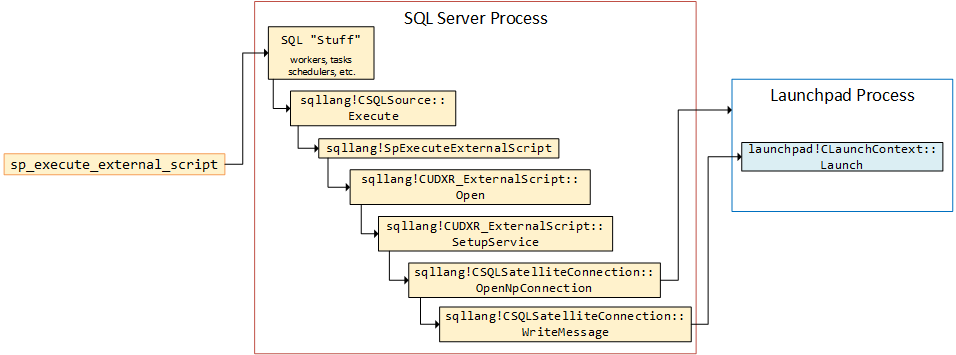 SQL Server Process
SQL "Stuff"
workers, tasks
schedulers, etc.
sqllang!CSQLSource::
Execute
sp_execute_external_script
sqllang!SpExecuteExternalScript
sqllang!CUDXR_ExternalScript::
Open
sqllang!CUDXR_ExternalScript::
SetupService
sqllang!CSQLSatelliteConnection::
OpenNpConnection
sqllang!CSQLSatelliteConnection::
WriteMessage
Launchpad Process
launchpad!CLaunchContext::
Launch